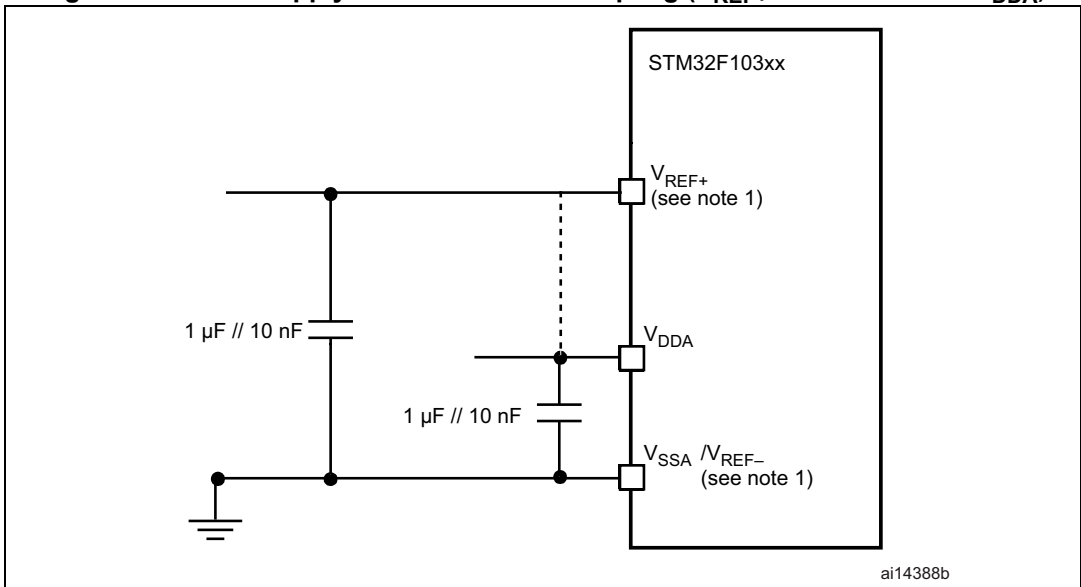 STM32F103xx
VREF+
(see note 1)
1 µF // 10 nF
VDDA
1 µF // 10 nF
VSSA /VREF–
(see note 1)
ai14388b